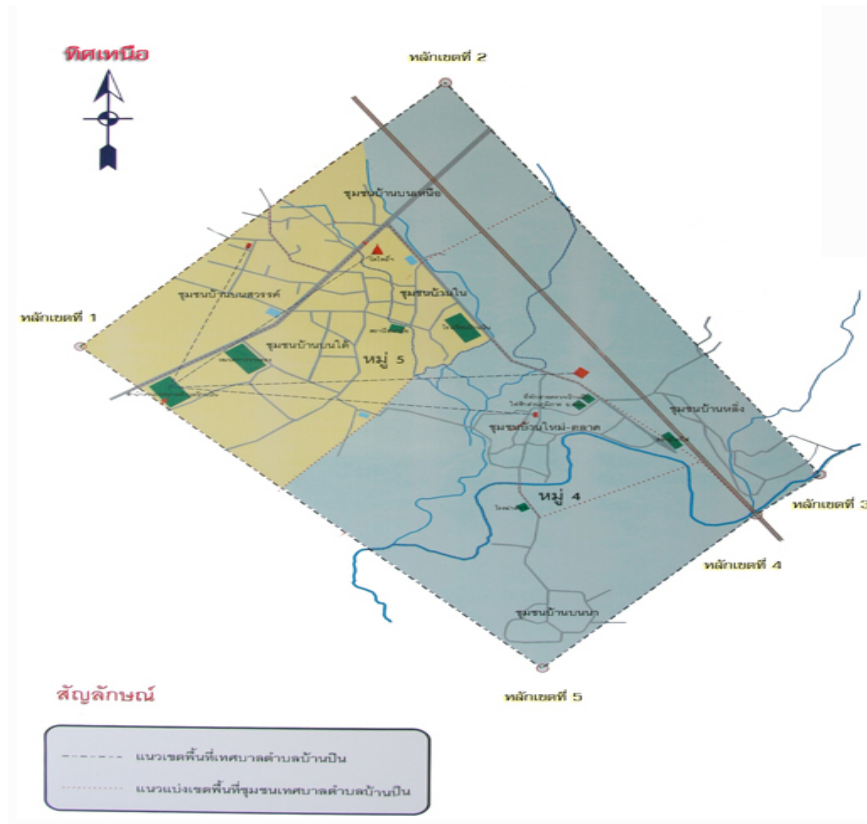 ทิศเหนือ
หลักเขตที่ 2
ชุมชนบ้านบนเหนือ
ชุมชนบ้านบนสวรรค์
ชุมชนบ้านใน
หลักเขตที่ 1
ชุมชนบ้านบนใต้
หมู่ 5
ชุมชนบ้านหลิ่ง
ชุมชนบ้านใหม่-ตลาด
หมู่ 4
หลักเขตที่ 3
หลักเขตที่ 4
ชุมชนบ้านบนนา
หลักเขตที่ 5
สัญลักษณ์
แนวเขตพื้นที่เทศบาลตำบลบ้านปิน
แนวแบ่งเขตพื้นที่ชุมชนเทศบาลตำบลบ้านปิน